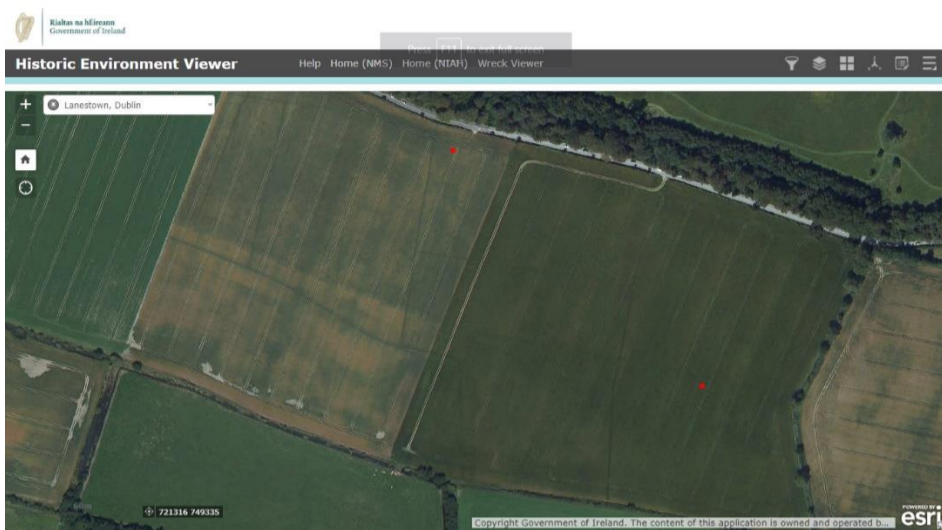 Rialtas na hÉireann
Government of Ireland
Press F11 to exit full screen
Historic Environment Viewer
Help Home (NMS) Home (NIAH) Wreck Viewer
Lanestown, Dublin
721316 749335
POWERED BY
esri
Copyright Government of Ireland. The content of this application is owned and operated b...